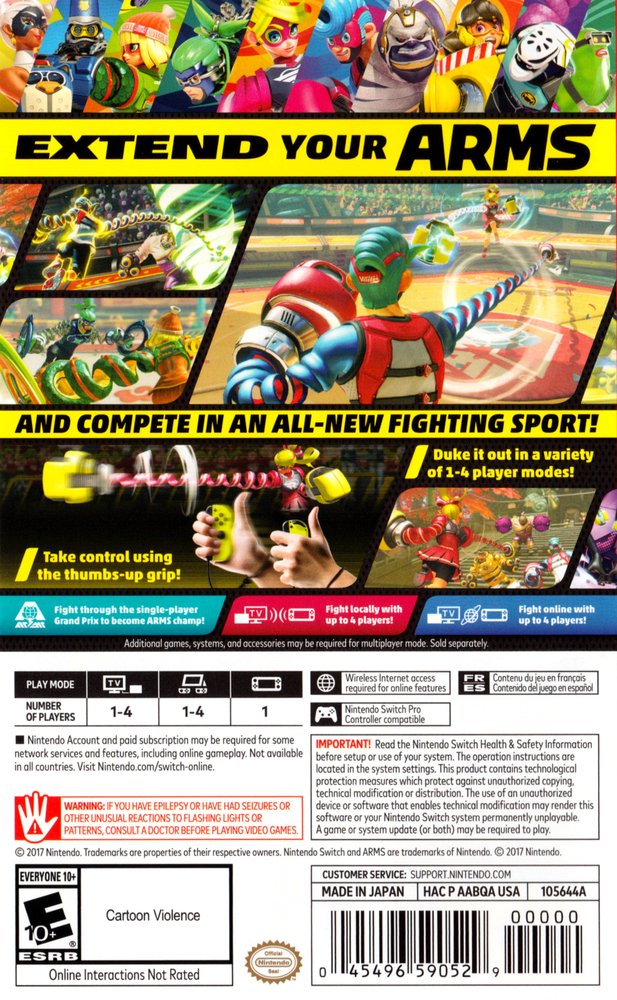 EXTEND YOUR ARMS
AND COMPETE IN AN ALL-NEW FIGHTING SPORT!
Duke it out in a variety
of 1-4 player modes!
Take control using
the thumbs-up grip!
Fight through the single-player
Grand Prix to become ARMS champ!
TV
Fight locally with
up to 4 players!
TV
Fight online with
up to 4 players!
Additional games, systems, and accessories may be required for multiplayer mode. Sold separately.
PLAY MODE
TV
NUMBER
OF PLAYERS
1-4
1-4
1
Wireless Internet access
required for online features
FR
ES
Contenu du jeu en français
Contenido del juego en español
Nintendo Switch Pro
Controller compatible
■ Nintendo Account and paid subscription may be required for some
network services and features, including online gameplay. Not available
in all countries. Visit Nintendo.com/switch-online.
IMPORTANT! Read the Nintendo Switch Health & Safety Information
before setup or use of your system. The operation instructions are
located in the system settings. This product contains technological
protection measures which protect against unauthorized copying,
technical modification or distribution. The use of an unauthorized
device or software that enables technical modification may render this
software or your Nintendo Switch system permanently unplayable.
A game or system update (or both) may be required to play.
WARNING: IF YOU HAVE EPILEPSY OR HAVE HAD SEIZURES OR
OTHER UNUSUAL REACTIONS TO FLASHING LIGHTS OR
PATTERNS, CONSULT A DOCTOR BEFORE PLAYING VIDEO GAMES.
© 2017 Nintendo. Trademarks are properties of their respective owners. Nintendo Switch and ARMS are trademarks of Nintendo. © 2017 Nintendo.
EVERYONE 10+
E
10+
®
ESRB
Cartoon Violence
Online Interactions Not Rated
Official
Nintendo
Seal
CUSTOMER SERVICE: SUPPORT.NINTENDO.COM
MADE IN JAPAN
HAC P AABQA USA
105644A
00000
0 45496 59052 9